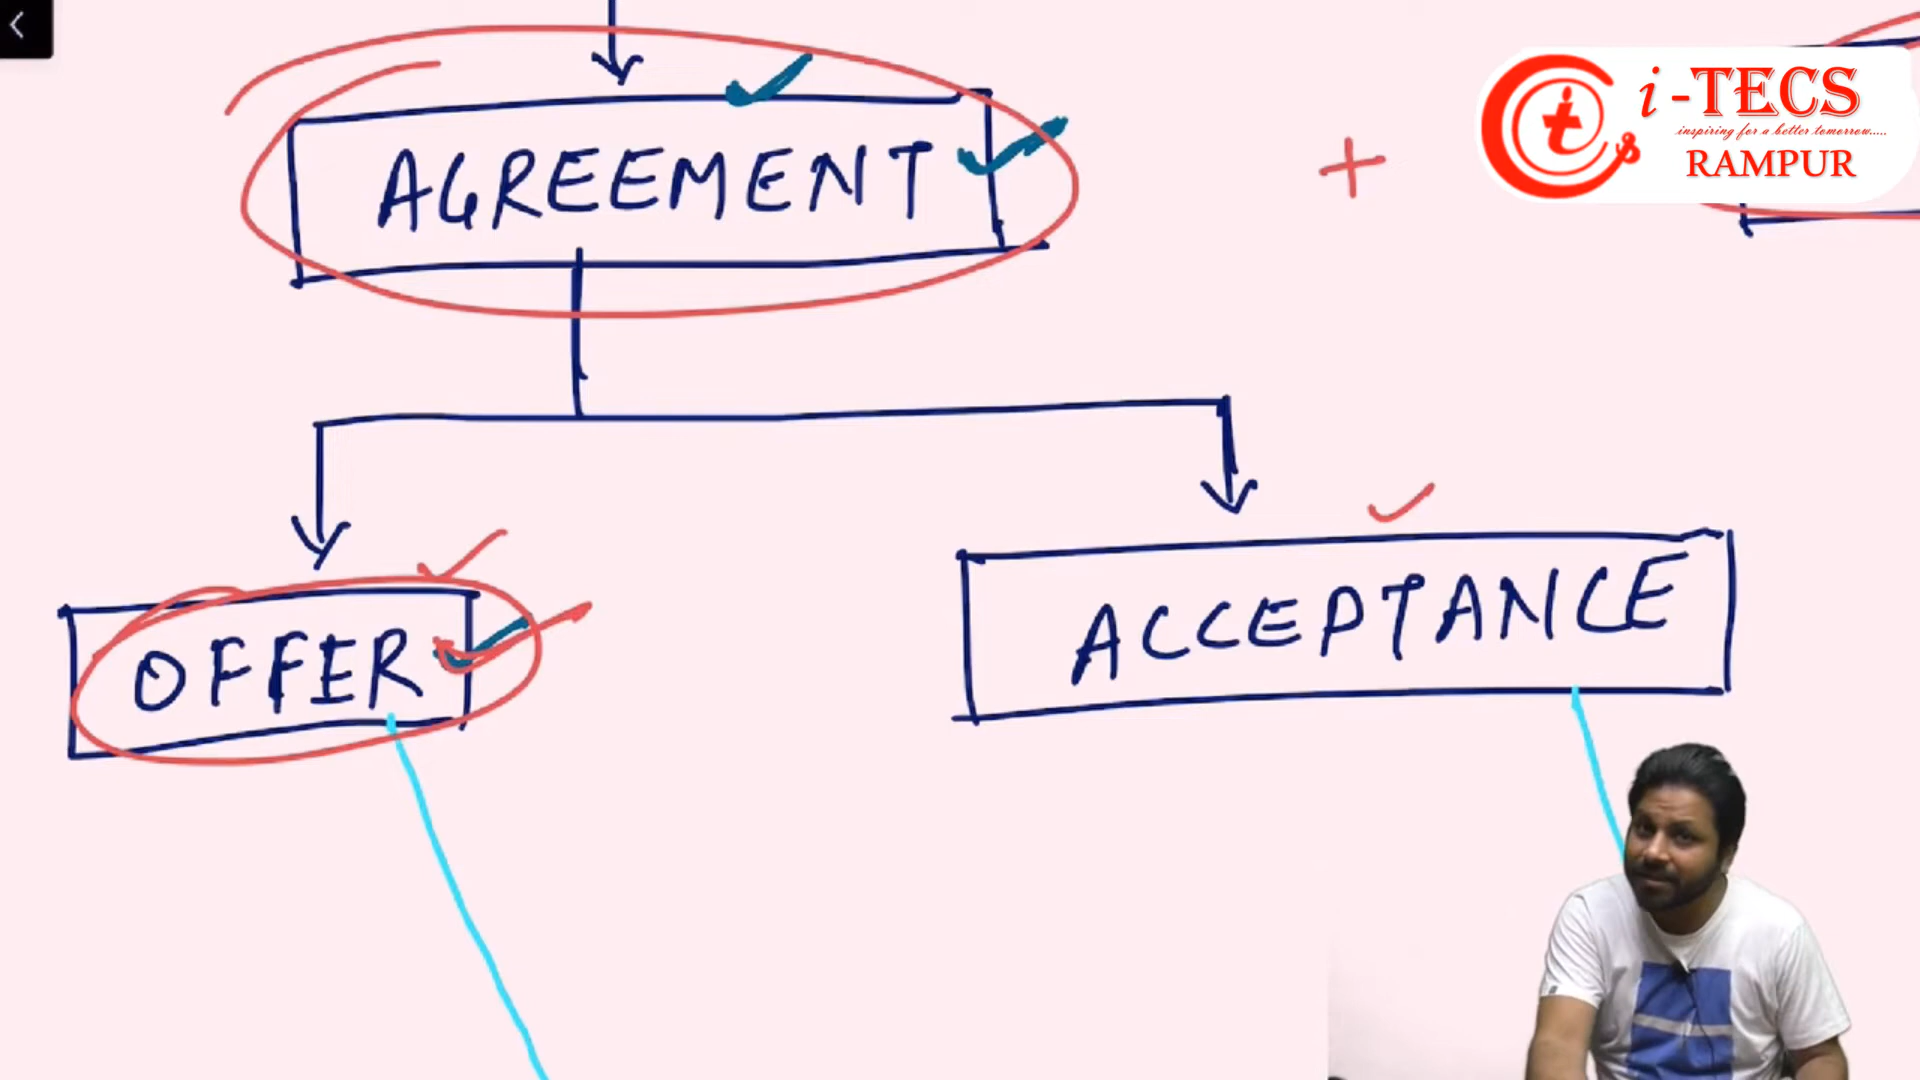 i-TECS
inspiring for a better tomorrow.....
RAMPUR
AGREEMENT
+
OFFER
ACCEPTANCE